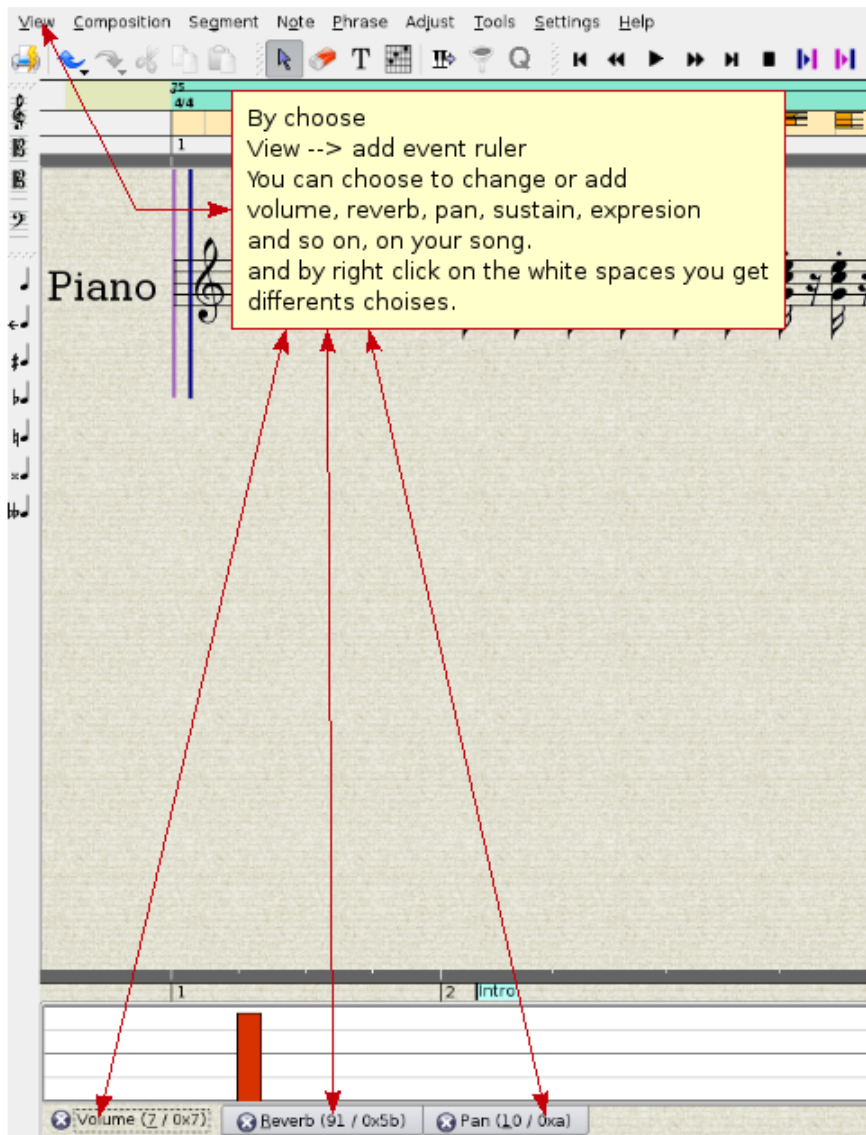 View Composition Segment Note Phrase Adjust Tools Settings Help
T Q
75
4/4
1
By choose
View --> add event ruler
You can choose to change or add
volume, reverb, pan, sustain, expresion
and so on, on your song.
and by right click on the white spaces you get
differents choises.
Piano
1 2 Intro
Volume (7 / 0x7) Reverb (91 / 0x5b) Pan (10 / 0xa)